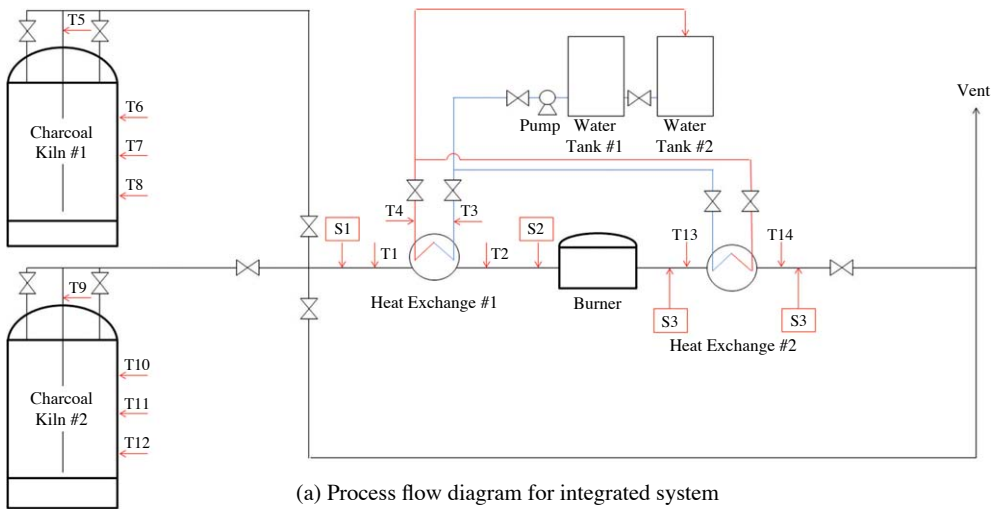 T5
T6
Charcoal
Kiln #1
T7
T8
Pump
Water
Tank #1
Water
Tank #2
Vent
T4
T3
S1
T1
T2
S2
T13
T14
Heat Exchange #1
Burner
S3
S3
Heat Exchange #2
T9
T10
Charcoal
Kiln #2
T11
T12
(a) Process flow diagram for integrated system